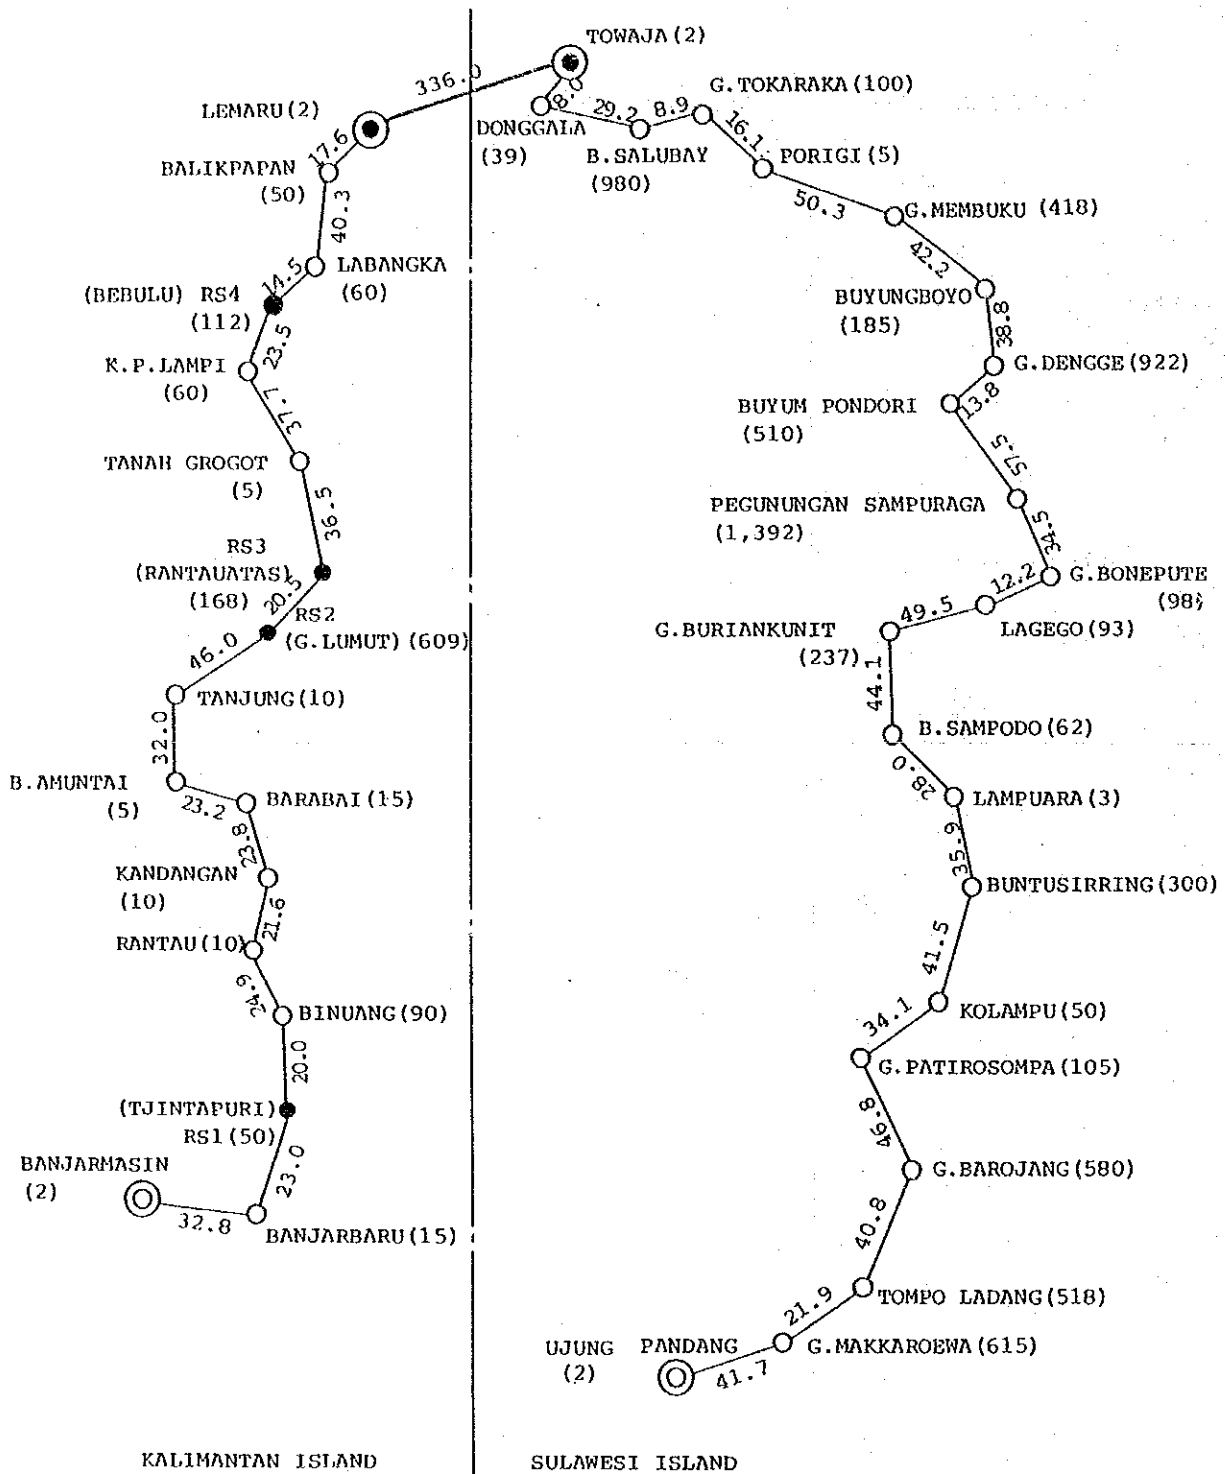 TOWAJA(2)
336.0
8.0
LEMARU(2)
17.6
BALIKPAPAN
(50)
40.3
LABANGKA
(60)
14.5
(BEBULU) RS4
(112)
23.5
K.P.LAMPI
(60)
37.7
TANAH GROGOT
(5)
36.5
RS3
(RANTAUATAS)
(168)
20.5
RS2
(G.LUMUT)(609)
46.0
TANJUNG(10)
32.0
B.AMUNTAI
(5)
23.2
BARABAI(15)
23.8
KANDANGAN
(10)
21.6
RANTAU(10)
24.9
BINUANG(90)
20.0
(TJINTAPURI)
RS1(50)
23.0
BANJARMASIN
(2)
32.8
BANJARBARU(15)
KALIMANTAN ISLAND
DONGGALA
(39)
29.2
B.SALUBAY
(980)
8.9
G.TOKARAKA(100)
16.1
PORIGI(5)
50.3
G.MEMBUKU(418)
42.2
BUYUNGBOYO
(185)
38.8
G.DENGGE(922)
13.8
BUYUM PONDORI
(510)
57.5
PEGUNUNGAN SAMPURAGA
(1,392)
34.5
G.BONEPUTE
12.2
LAGEGO(93)
49.5
G.BURIANKUNIT
(237)
44.1
B.SAMPODO(62)
28.0
LAMPUARA(3)
35.9
BUNTUSIRRING(300)
41.5
KOLAMPU(50)
34.1
G.PATIROSOMPA(105)
46.8
G.BAROJANG(580)
40.8
TOMPO LADANG(518)
21.9
G.MAKKAROEWA(615)
41.7
UJUNG PANDANG
(2)
SULAWESI ISLAND